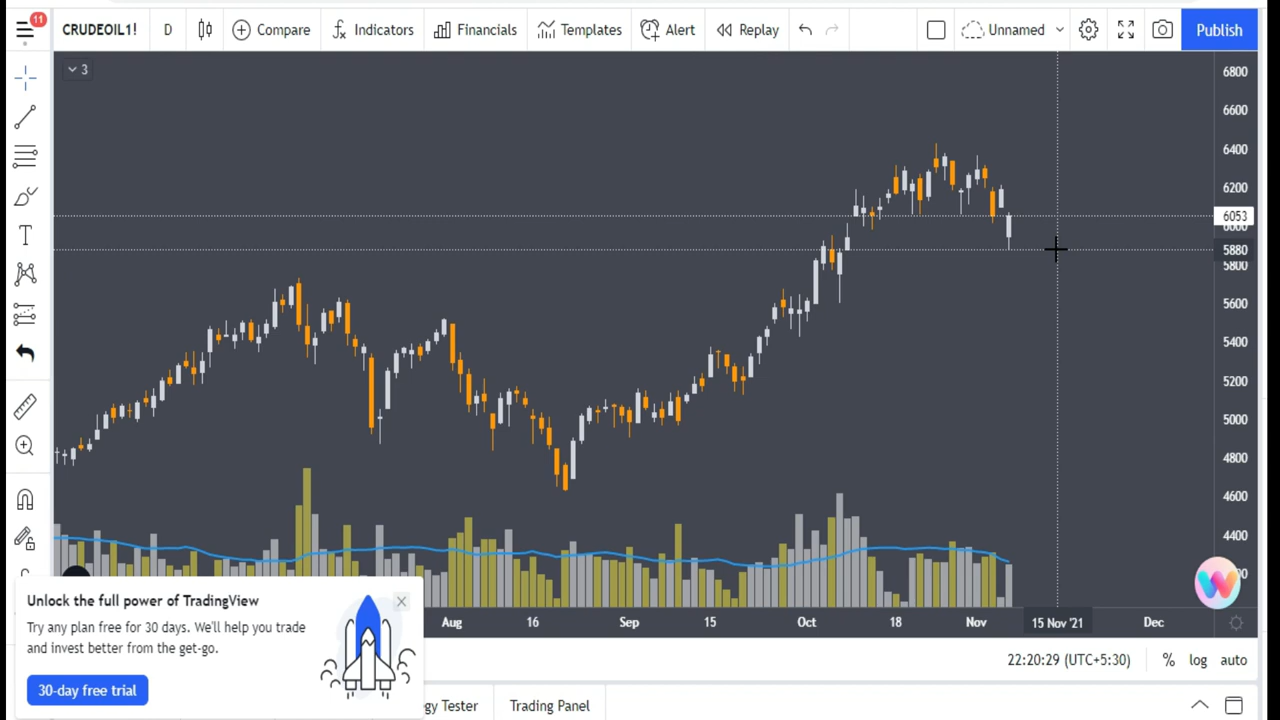 11
CRUDEOIL1! D Compare Indicators Financials Templates Alert Replay Unnamed Publish
3
6800
6600
6400
6200
6053
6000
5880
5800
5600
5400
5200
5000
4800
4600
4400
Unlock the full power of TradingView
Try any plan free for 30 days. We'll help you trade
and invest better from the get-go.
30-day free trial
Aug 16 Sep 15 Oct 18 Nov 15 Nov '21 Dec
22:20:29 (UTC+5:30) % log auto
Tester Trading Panel